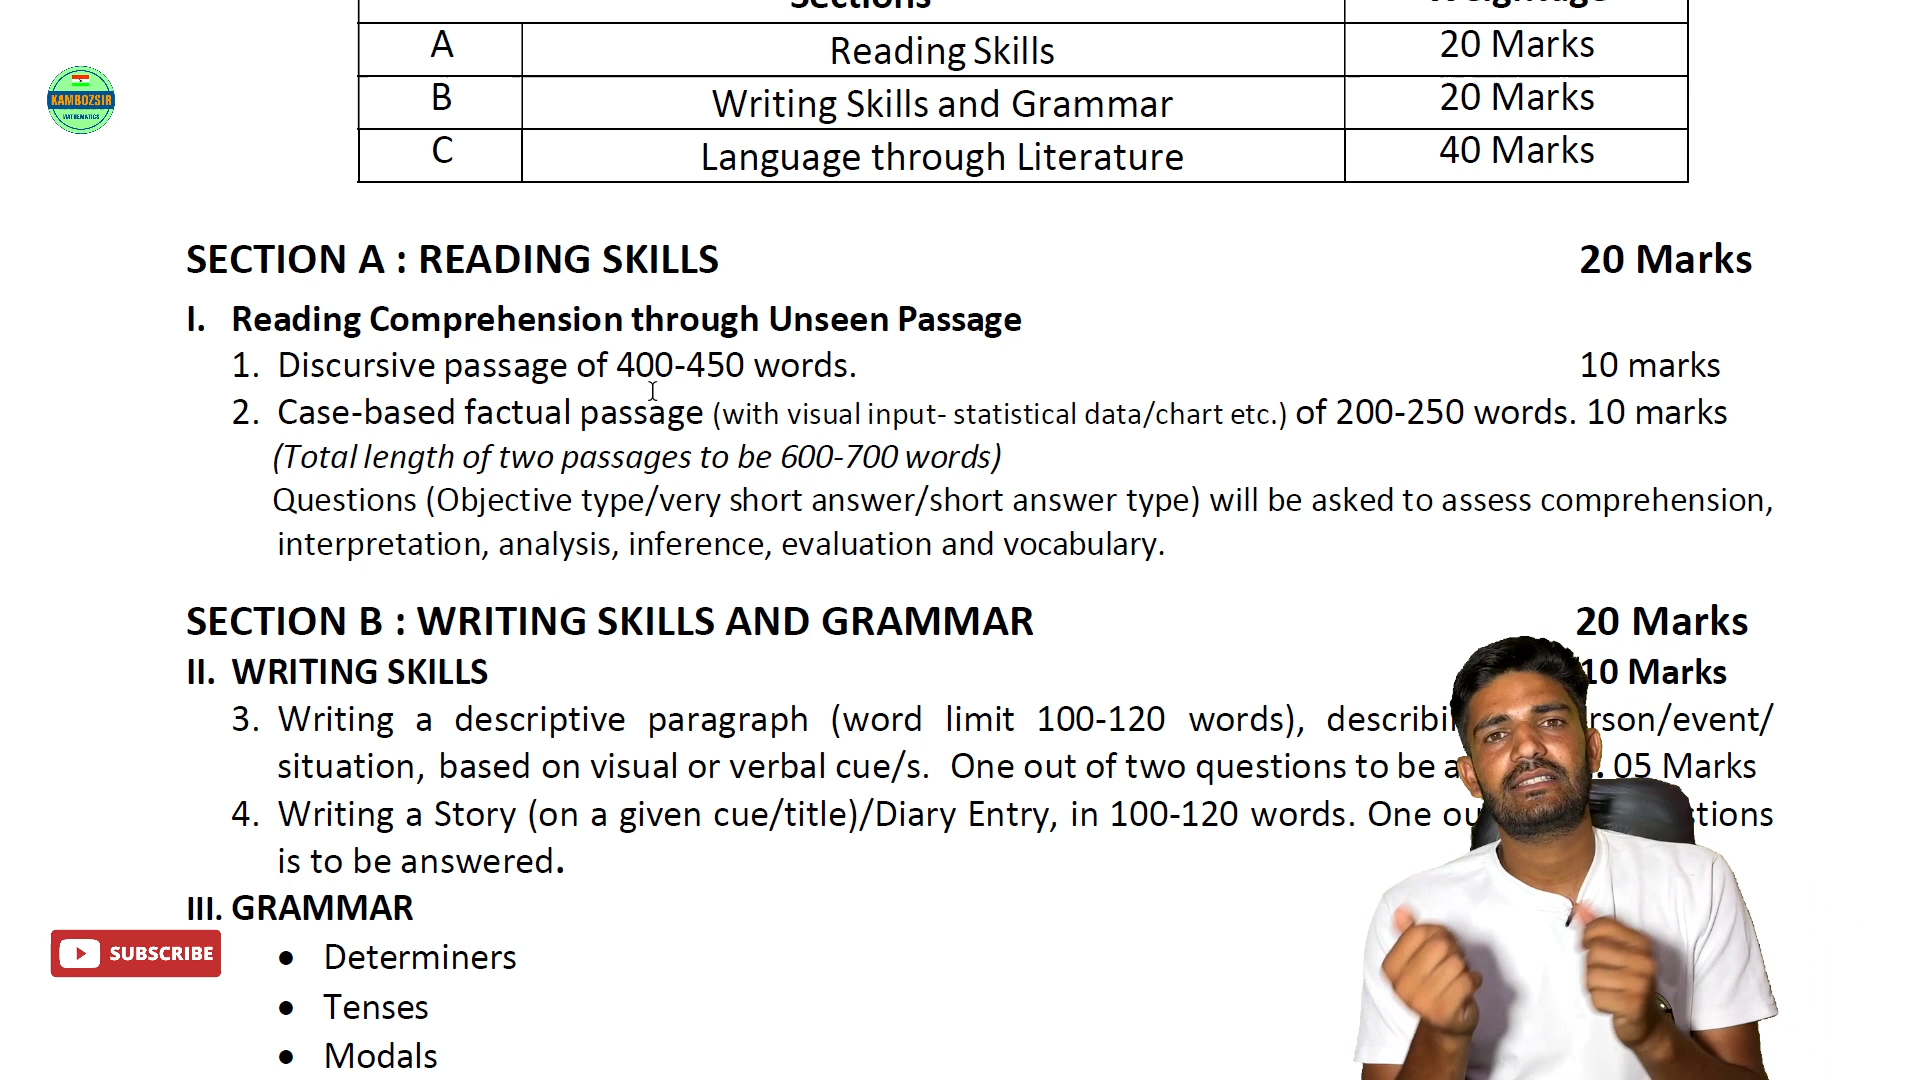 A Reading Skills 20 Marks
B Writing Skills and Grammar 20 Marks
C Language through Literature 40 Marks
KAMBOZSIR
MATHEMATICS
SECTION A : READING SKILLS 20 Marks
I. Reading Comprehension through Unseen Passage
1. Discursive passage of 400-450 words. 10 marks
2. Case-based factual passage (with visual input- statistical data/chart etc.) of 200-250 words. 10 marks
(Total length of two passages to be 600-700 words)
Questions (Objective type/very short answer/short answer type) will be asked to assess comprehension,
interpretation, analysis, inference, evaluation and vocabulary.
SECTION B : WRITING SKILLS AND GRAMMAR 20 Marks
II. WRITING SKILLS 10 Marks
3. Writing a descriptive paragraph (word limit 100-120 words), event/
situation, based on visual or verbal cue/s. One out of two questions to be 05 Marks
4. Writing a Story (on a given cue/title)/Diary Entry, in 100-120 words. One
is to be answered.
III. GRAMMAR
SUBSCRIBE
• Determiners
• Tenses
• Modals